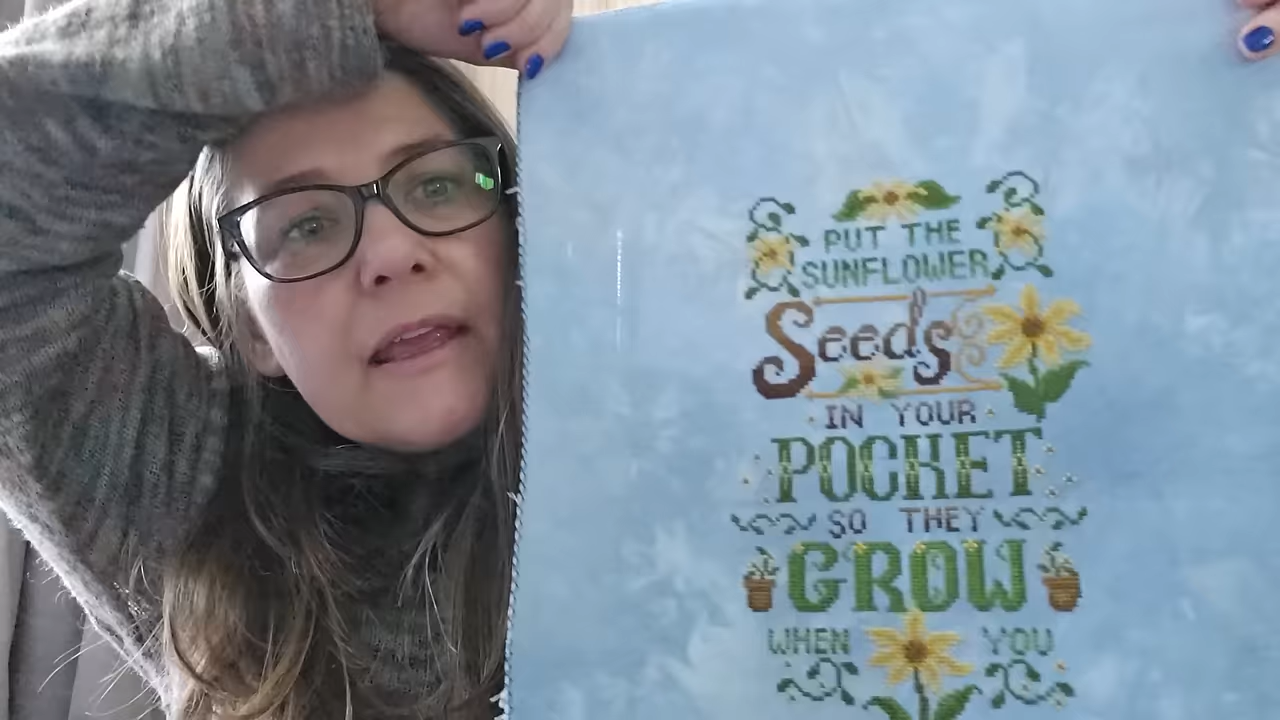 PUT THE
SUNFLOWER
Seeds
IN YOUR
POCKET
SO THEY
GROW
WHEN YOU